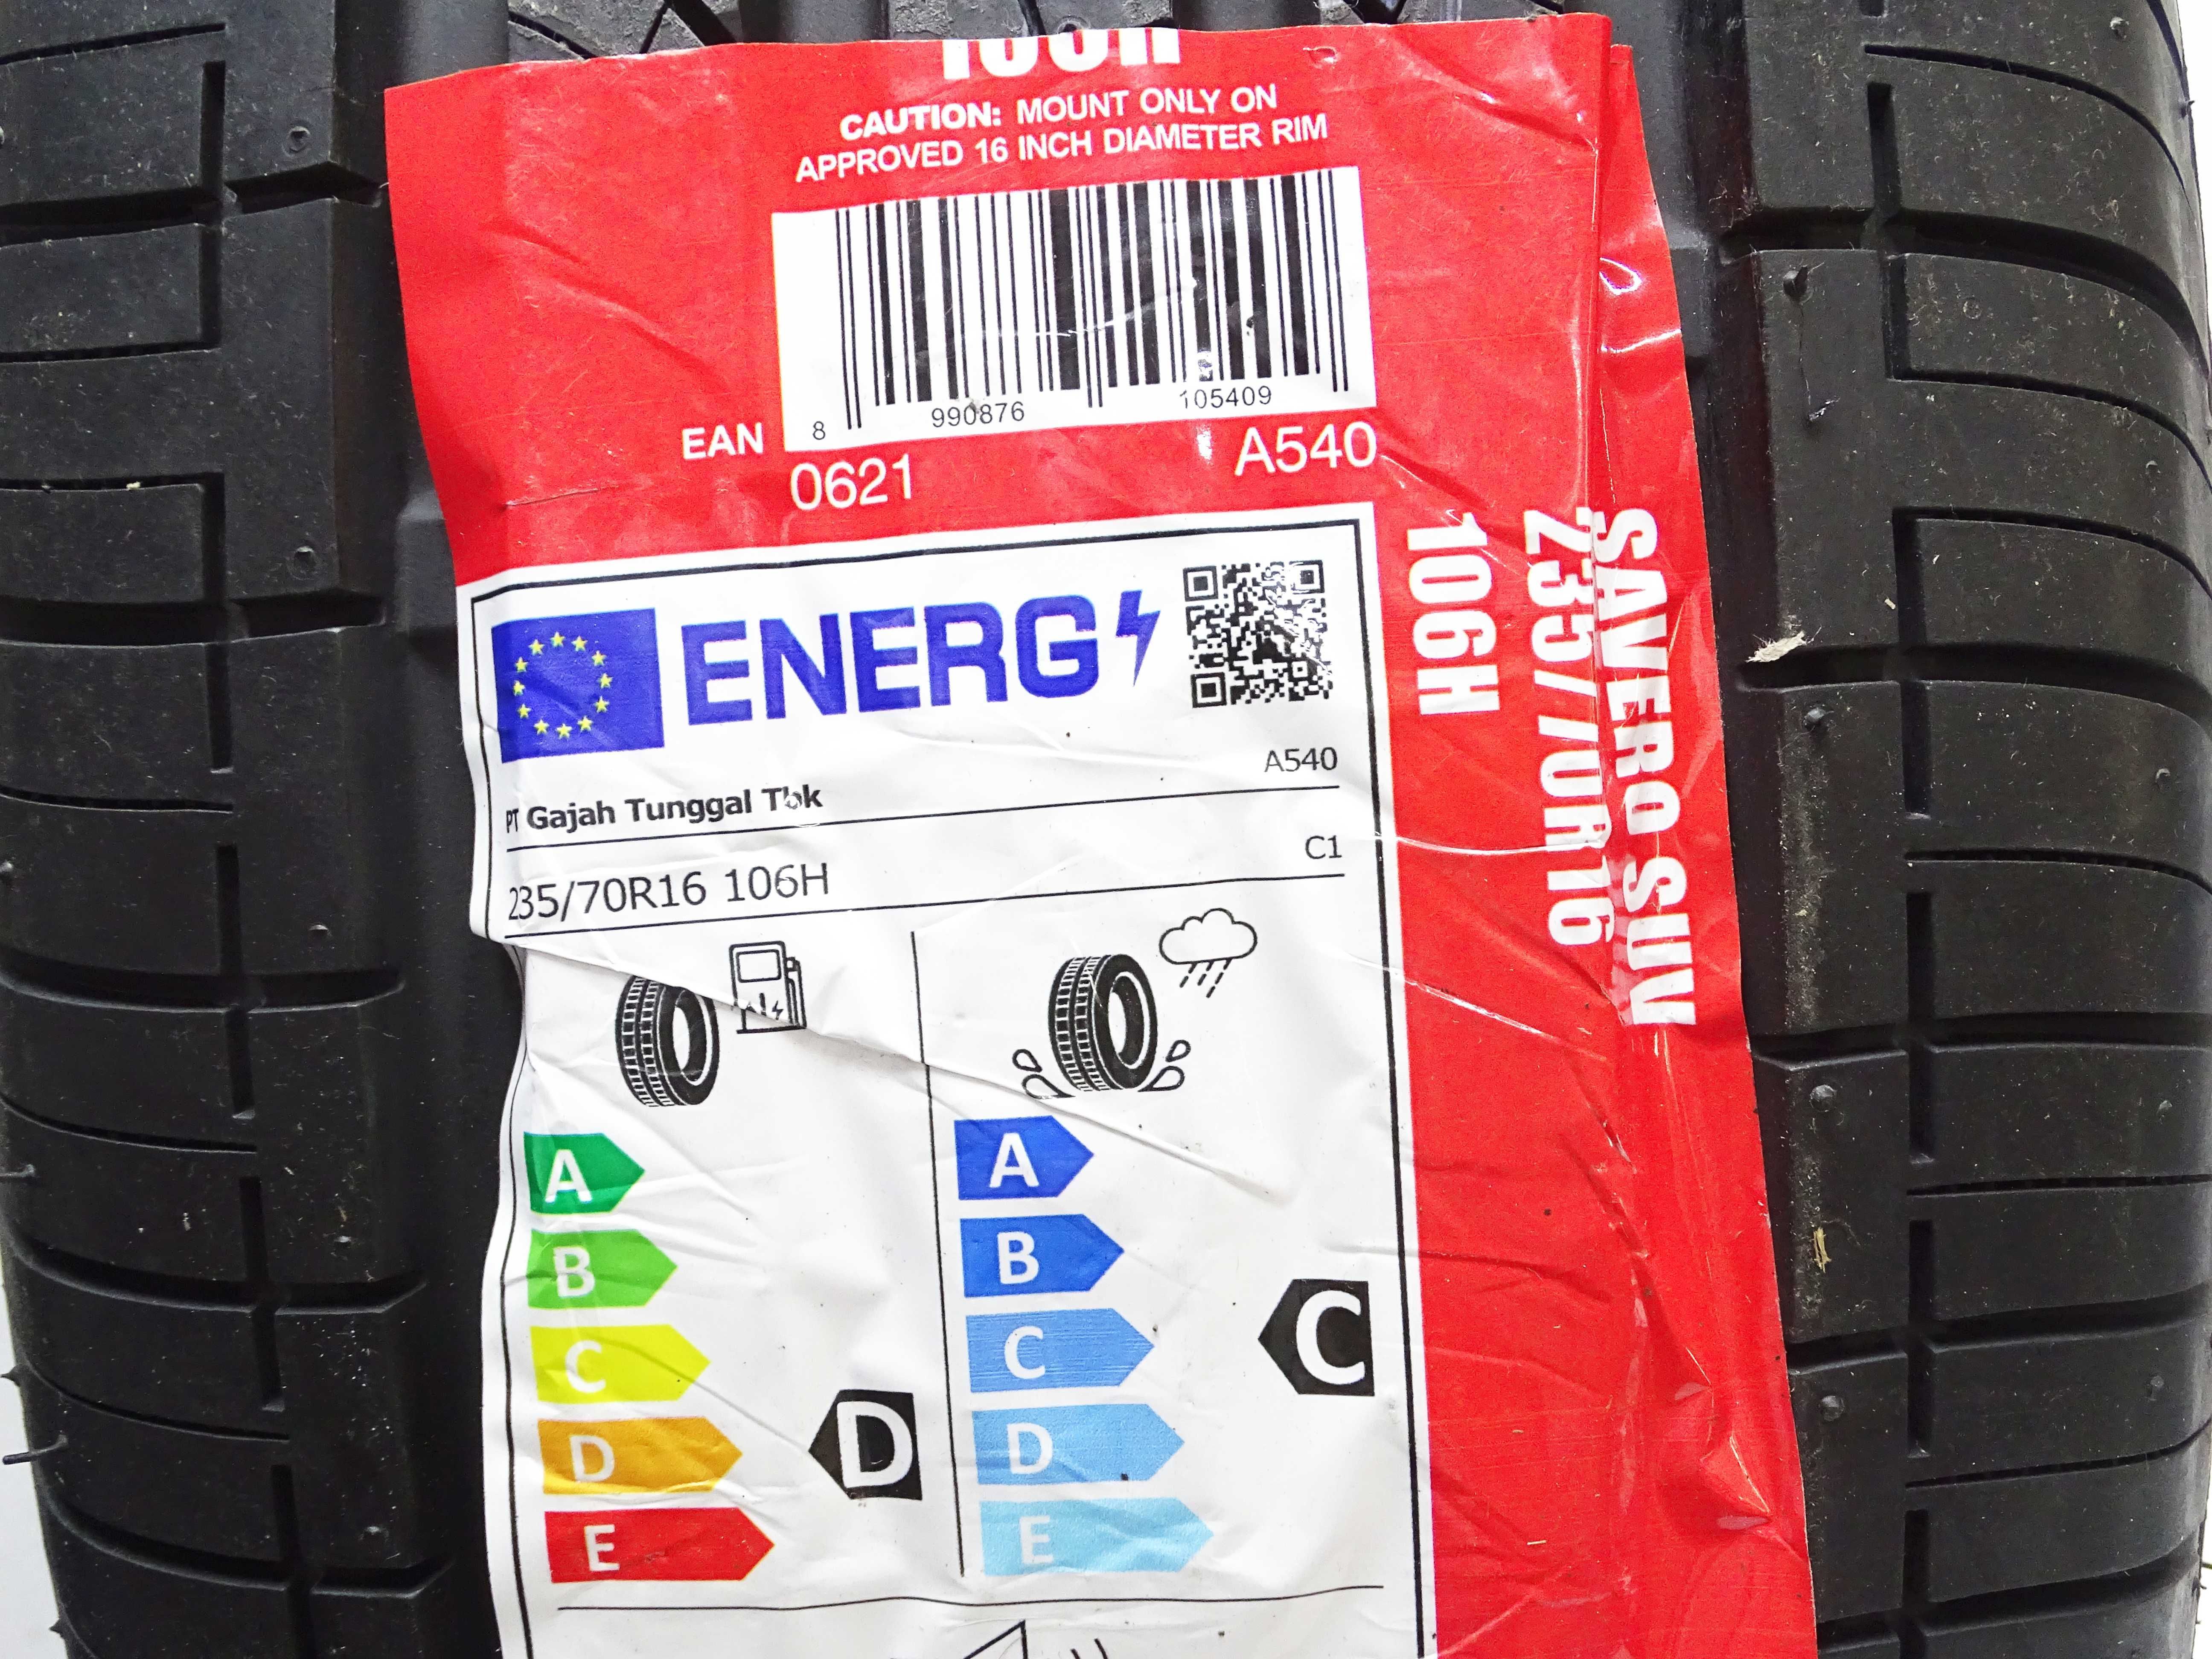 CAUTION: MOUNT ONLY ON
APPROVED 16 INCH DIAMETER RIM
8 990876 105409
EAN
0621 A540
SAVERO SUV
235/70R16
106H
ENERG
A540
PT Gajah Tunggal Tbk
C1
235/70R16 106H
A
B
C
D
E
D
A
B
C
D
E
C